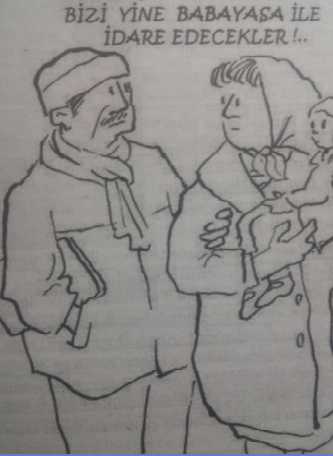 BİZİ YİNE BABAYASA İLE
İDARE EDECEKLER!..